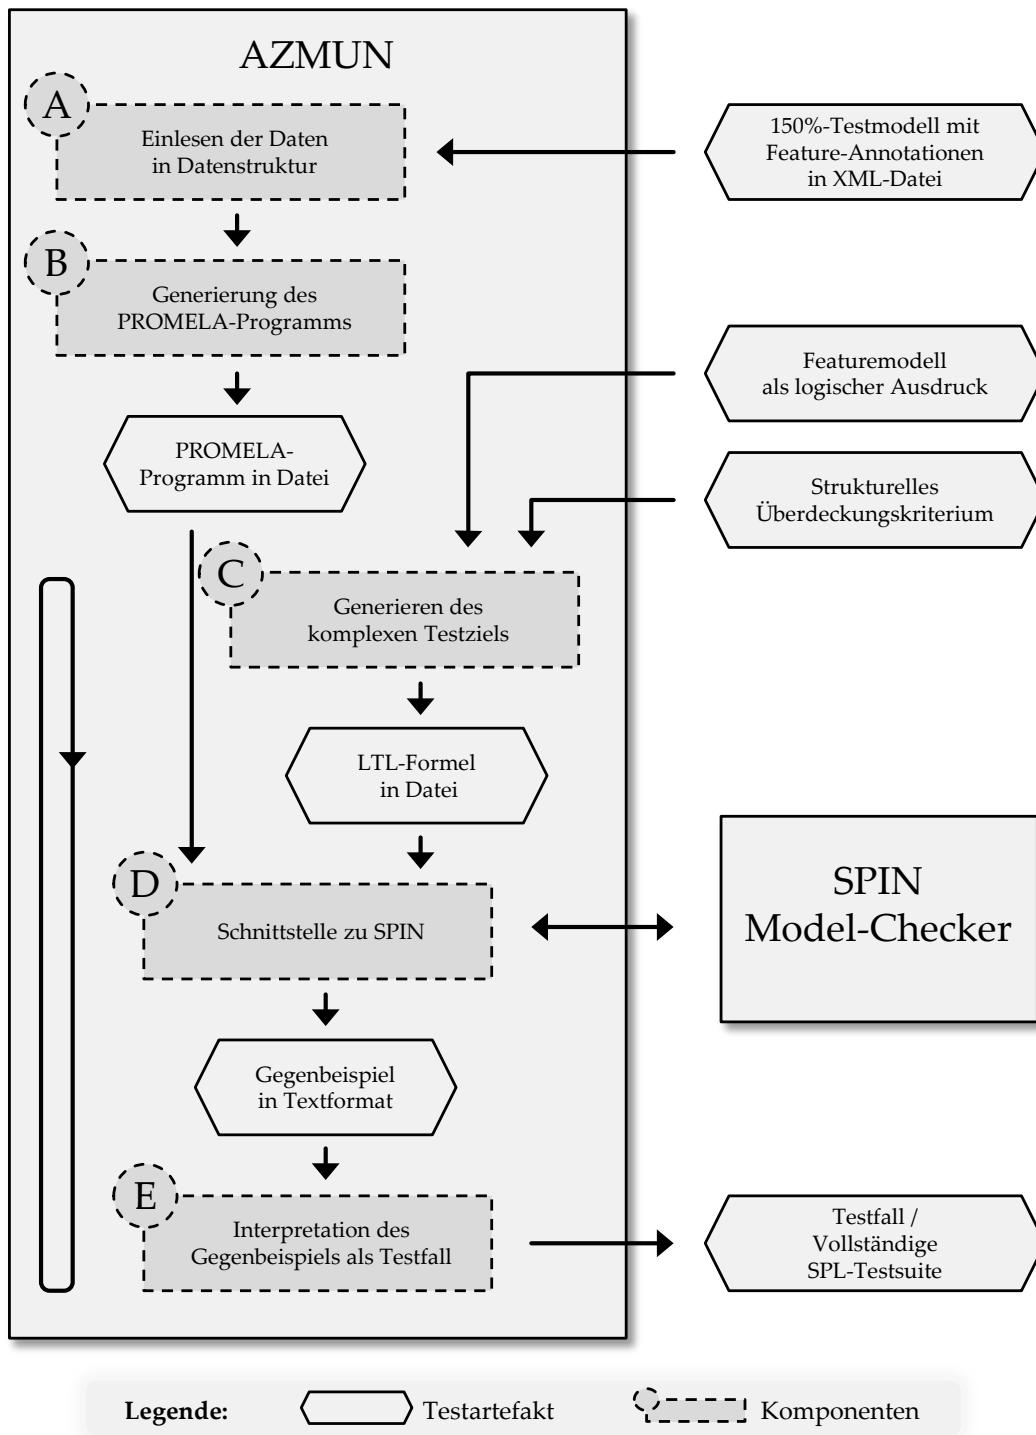 AZMUN
A
Einlesen der Daten
in Datenstruktur
150%-Testmodell mit
Feature-Annotationen
in XML-Datei
B
Generierung des
PROMELA-Programms
Featuremodell
als logischer Ausdruck
PROMELA-
Programm in Datei
Strukturelles
Überdeckungskriterium
C
Generieren des
komplexen Testziels
LTL-Formel
in Datei
D
Schnittstelle zu SPIN
SPIN
Model-Checker
Gegenbeispiel
in Textformat
E
Interpretation des
Gegenbeispiels als Testfall
Testfall /
Vollständige
SPL-Testsuite
Legende: Testartefakt Komponenten